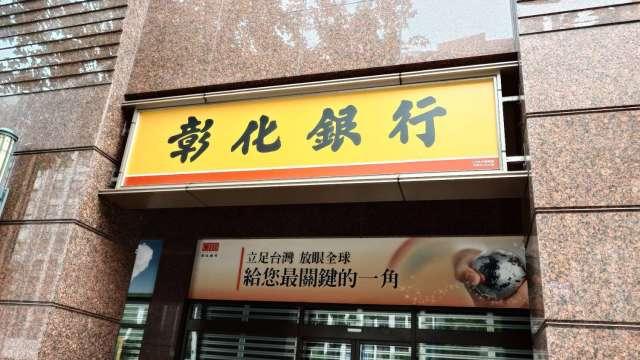 彰化銀行
立足台灣 放眼全球
給您最關鍵的一角